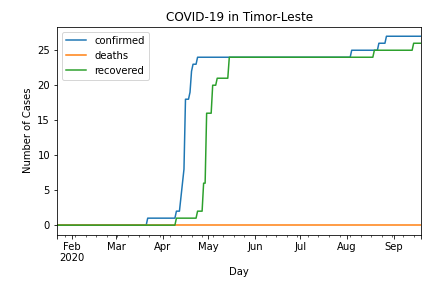 COVID-19 in Timor-Leste
confirmed
deaths
recovered
Number of Cases
25
20
15
10
5
0
Feb Mar Apr May Jun Jul Aug Sep
2020
Day